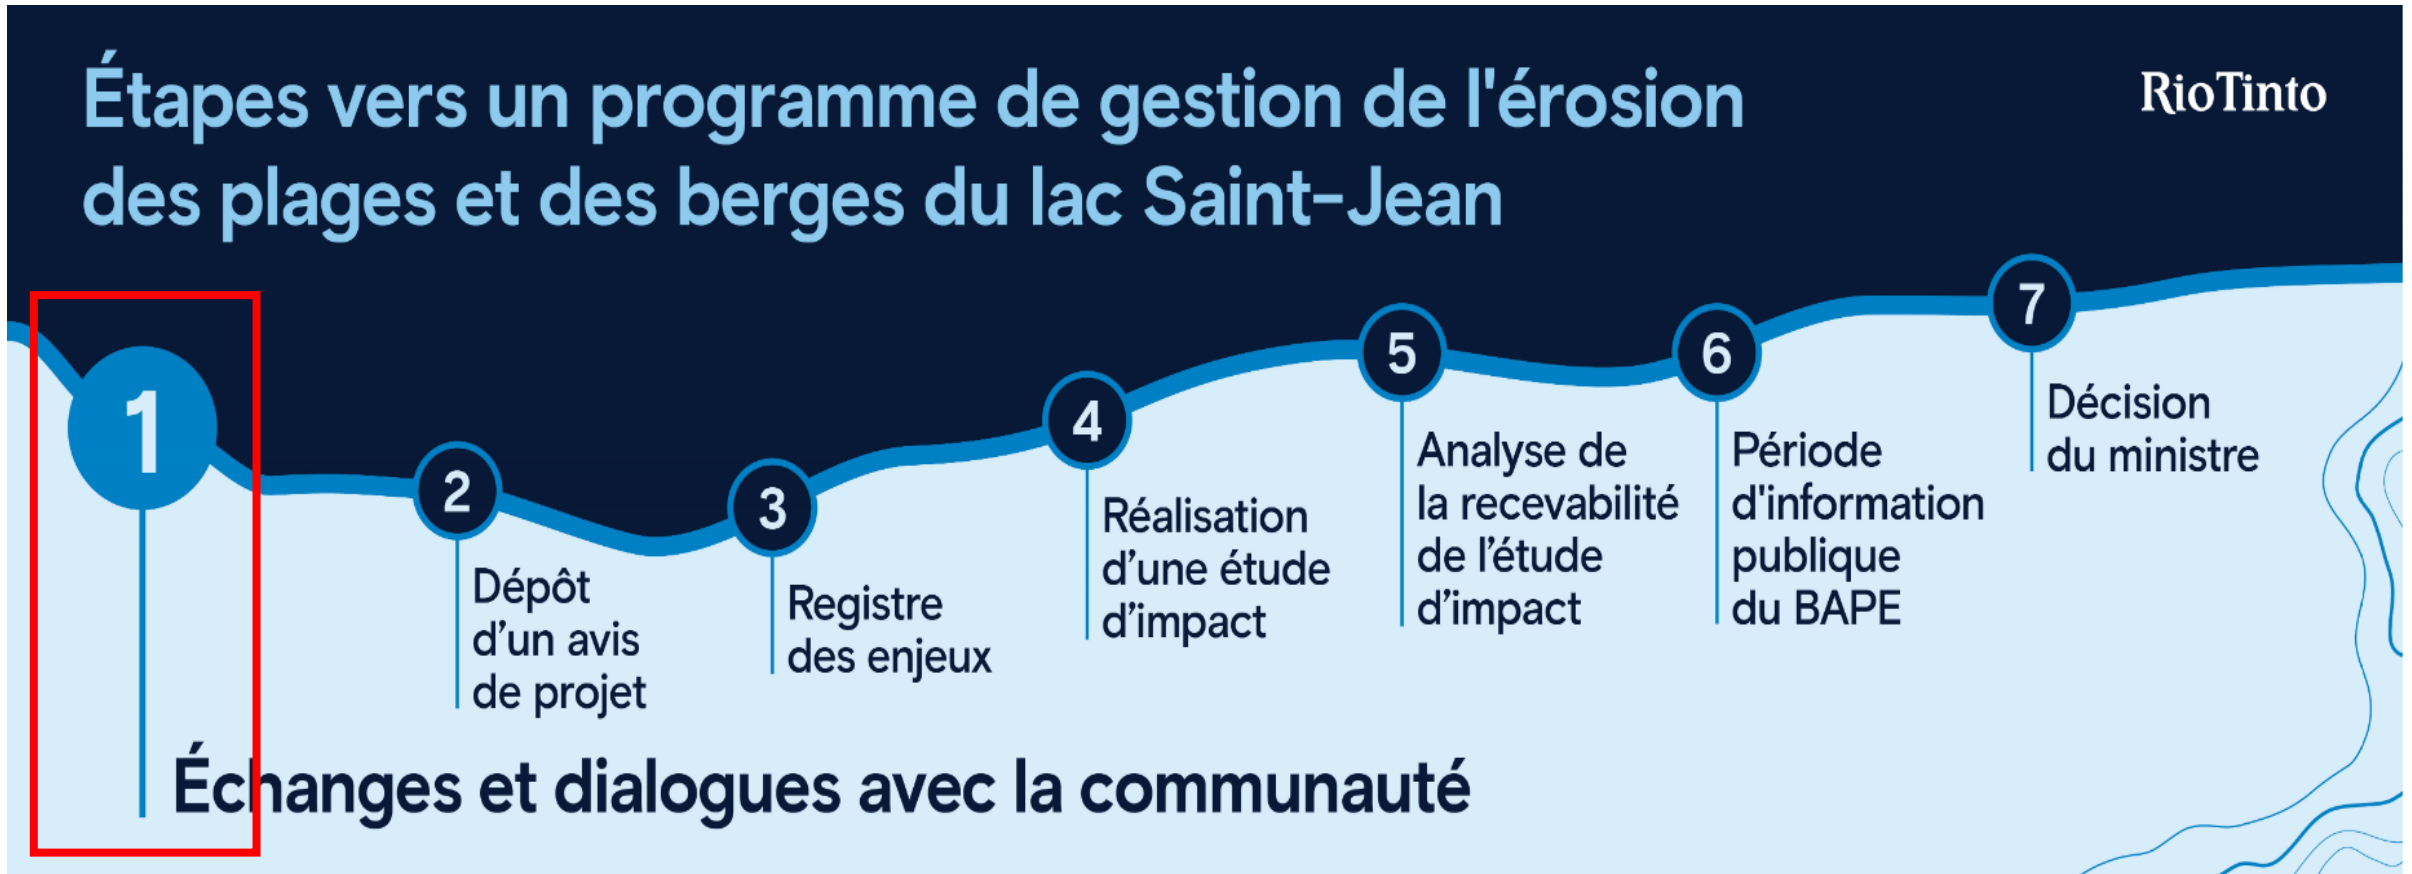 Étapes vers un programme de gestion de l'érosion
des plages et des berges du lac Saint-Jean
RioTinto
1
Échanges et dialogues avec la communauté
2
Dépôt
d’un avis
de projet
3
Registre
des enjeux
4
Réalisation
d’une étude
d’impact
5
Analyse de
la recevabilité
de l’étude
d’impact
6
Période
d'information
publique
du BAPE
7
Décision
du ministre